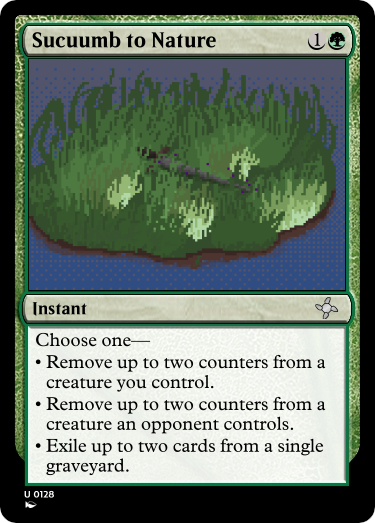 Sucuumb to Nature 1
Instant
Choose one—
• Remove up to two counters from a
creature you control.
• Remove up to two counters from a
creature an opponent controls.
• Exile up to two cards from a single
graveyard.
U 0128